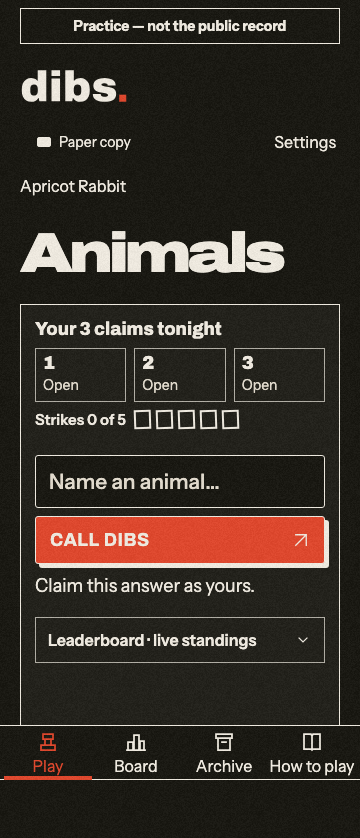 Practice — not the public record
dibs.
Paper copy
Settings
Apricot Rabbit
Animals
Your 3 claims tonight
1
Open
2
Open
3
Open
Strikes 0 of 5
Name an animal...
CALL DIBS
Claim this answer as yours.
Leaderboard · live standings
Play
Board
Archive
How to play